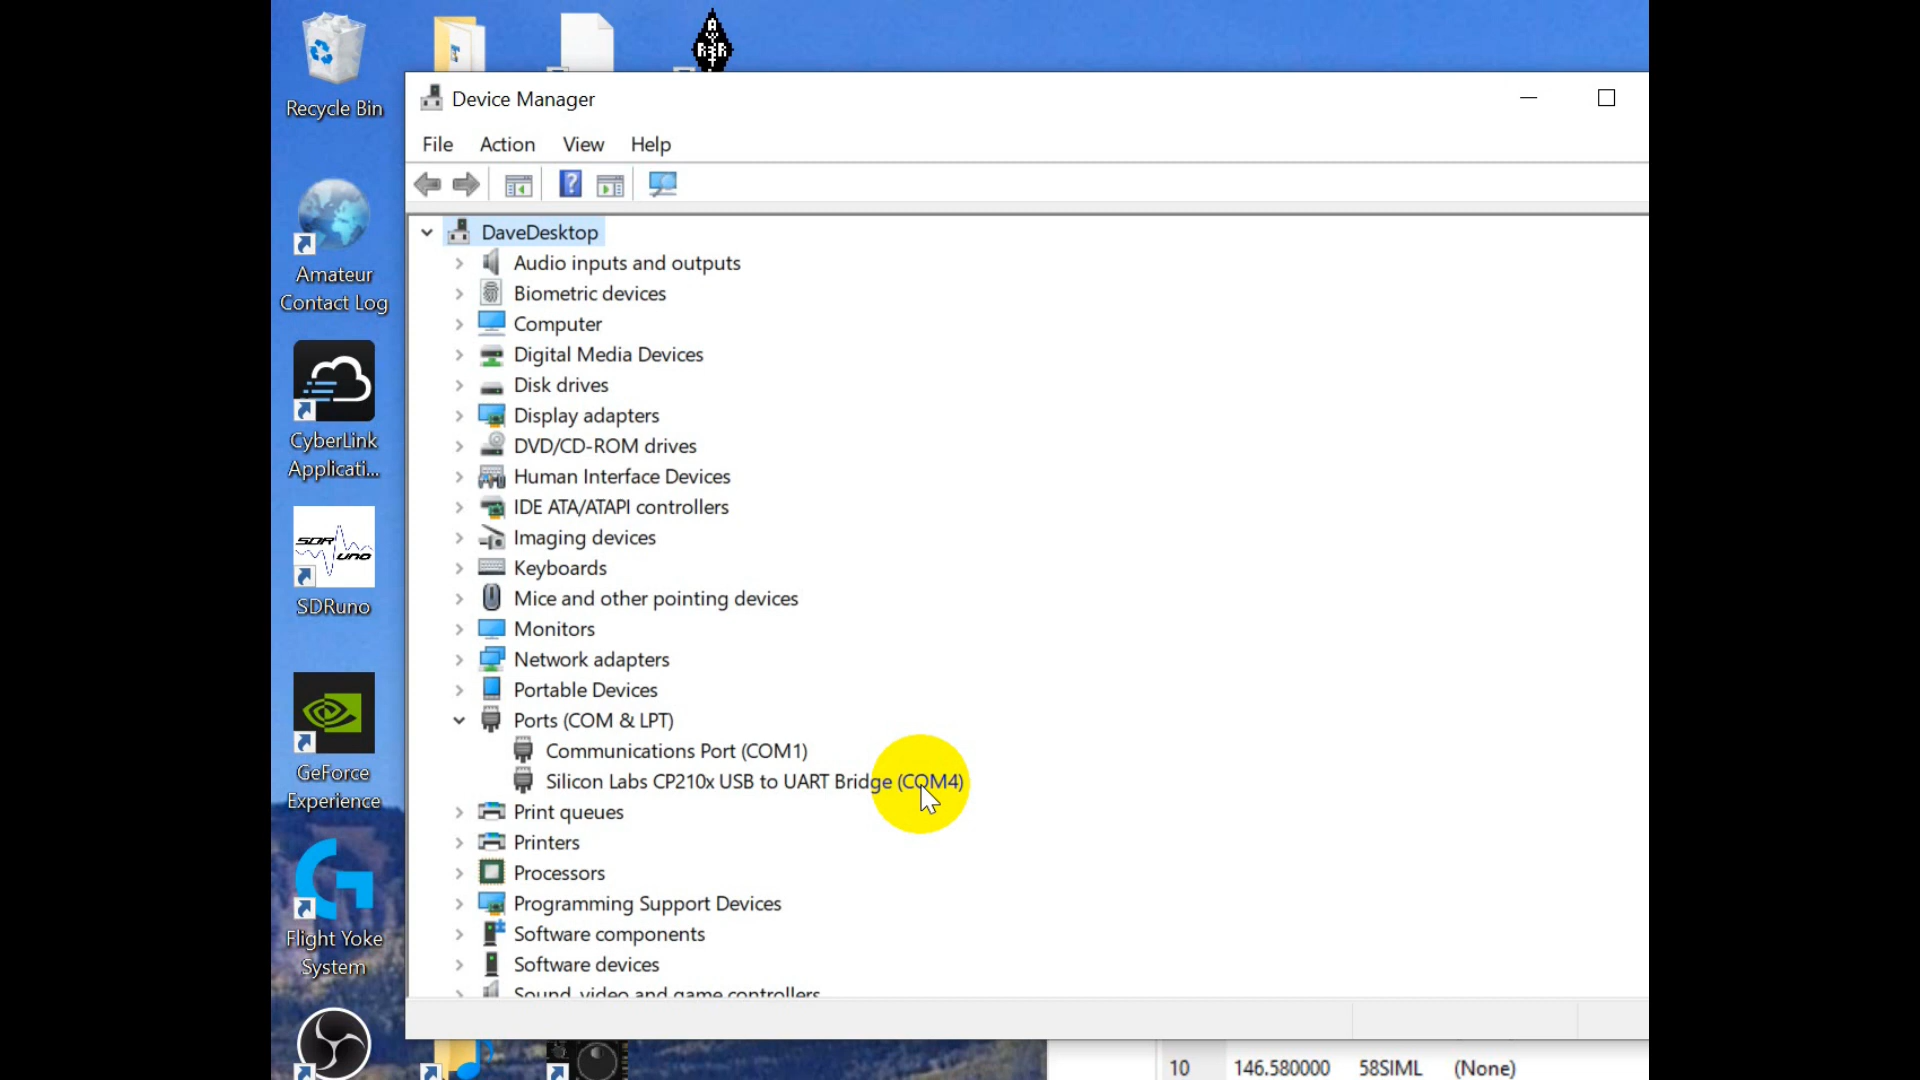 Recycle Bin
Amateur
Contact Log
CyberLink
Applicati...
SDR
uno
SDRuno
GeForce
Experience
Flight Yoke
System
A
R R
Device Manager
File Action View Help
DaveDesktop
Audio inputs and outputs
Biometric devices
Computer
Digital Media Devices
Disk drives
Display adapters
DVD/CD-ROM drives
Human Interface Devices
IDE ATA/ATAPI controllers
Imaging devices
Keyboards
Mice and other pointing devices
Monitors
Network adapters
Portable Devices
Ports (COM & LPT)
Communications Port (COM1)
Silicon Labs CP210x USB to UART Bridge (COM4)
Print queues
Printers
Processors
Programming Support Devices
Software components
Software devices
Sound, video and game controllers
10 146.580000 58SIML (None)